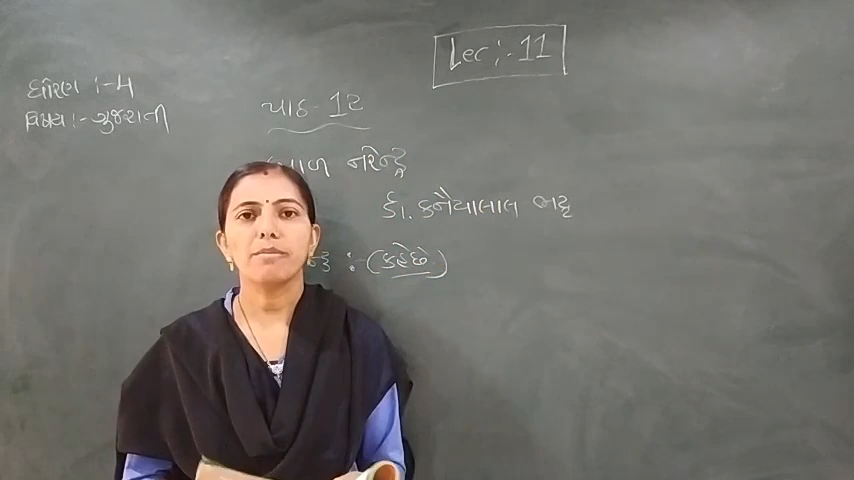 Lec :- 11
ધોરણ :- 4
વિષય :- ગુજરાતી
પાઠ - 12
બાળ નરેન્દ્ર
ડૉ. કનૈયાલાલ ભટ્ટ
:- (કહે છે.)